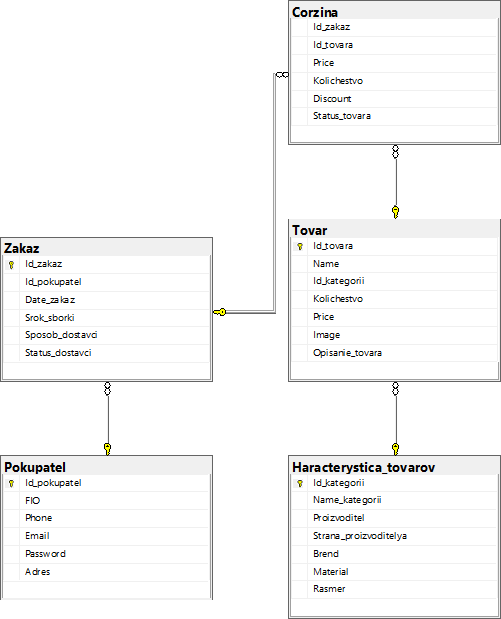 Corzina
Id_zakaz
Id_tovara
Price
Kolichestvo
Discount
Status_tovara
Zakaz
Id_zakaz
Id_pokupatel
Date_zakaz
Srok_sborki
Sposob_dostavci
Status_dostavci
Tovar
Id_tovara
Name
Id_kategorii
Kolichestvo
Price
Image
Opisanie_tovara
Pokupatel
Id_pokupatel
FIO
Phone
Email
Password
Adres
Haracterystica_tovarov
Id_kategorii
Name_kategorii
Proizvoditel
Strana_proizvoditelya
Brend
Material
Rasmer